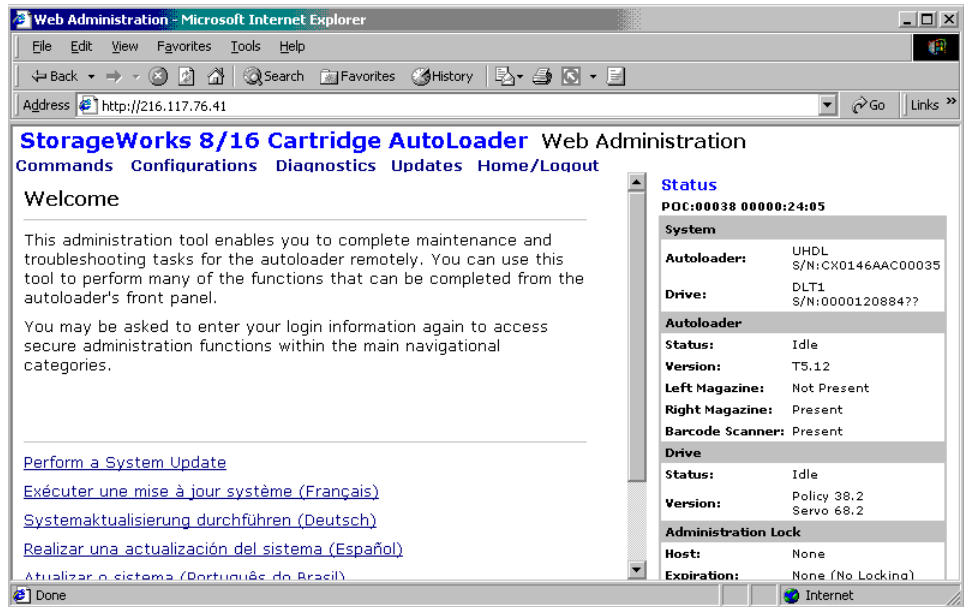 Web Administration - Microsoft Internet Explorer
File Edit View Favorites Tools Help
Back Search Favorites History
Address http://216.117.76.41 Go Links »
StorageWorks 8/16 Cartridge AutoLoader Web Administration
Commands Configurations Diagnostics Updates Home/Logout
Welcome
This administration tool enables you to complete maintenance and
troubleshooting tasks for the autoloader remotely. You can use this
tool to perform many of the functions that can be completed from the
autoloader's front panel.
You may be asked to enter your login information again to access
secure administration functions within the main navigational
categories.
Perform a System Update
Exécuter une mise à jour système (Français)
Systemaktualisierung durchführen (Deutsch)
Realizar una actualización del sistema (Español)
Atualizar o sistema (Português do Brasil)
Status
POC:00038 00000:24:05
System
Autoloader: UHDL
S/N:CX0146AAC00035
Drive: DLT1
S/N:0000120884??
Autoloader
Status: Idle
Version: T5.12
Left Magazine: Not Present
Right Magazine: Present
Barcode Scanner: Present
Drive
Status: Idle
Version: Policy 38.2
Servo 68.2
Administration Lock
Host: None
Expiration: None (No Locking)
Done Internet